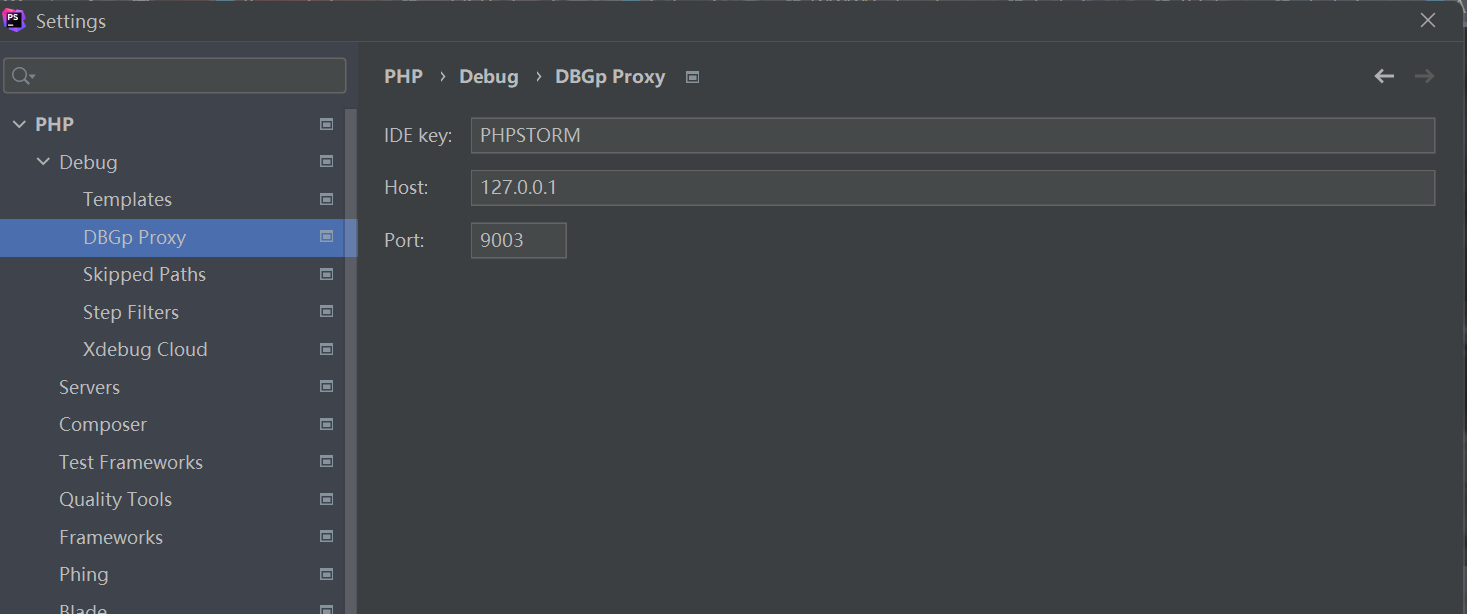 PS
Settings
PHP › Debug › DBGp Proxy
PHP
Debug
Templates
DBGp Proxy
Skipped Paths
Step Filters
Xdebug Cloud
Servers
Composer
Test Frameworks
Quality Tools
Frameworks
Phing
Blade
IDE key: PHPSTORM
Host: 127.0.0.1
Port: 9003